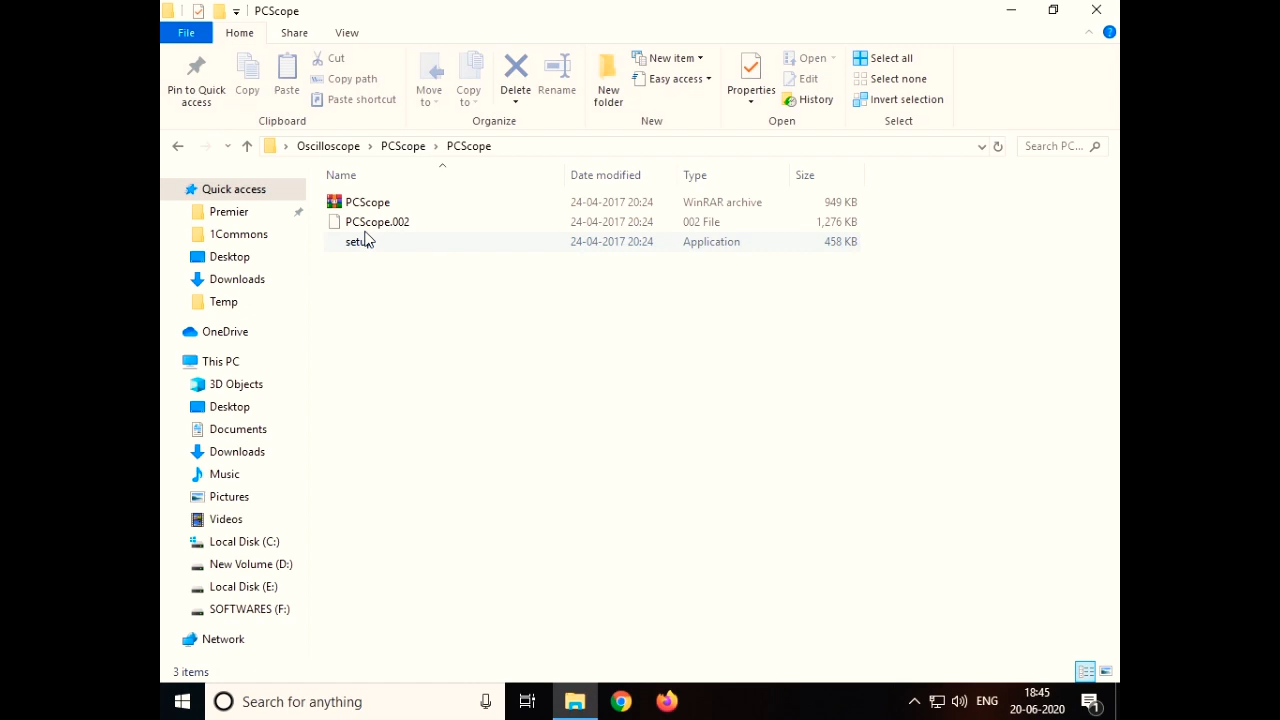 PCScope
File Home Share View
Pin to Quick access
Copy
Paste
Cut
Copy path
Paste shortcut
Clipboard
Move to
Copy to
Delete
Rename
Organize
New folder
New item
Easy access
New
Properties
Open
Edit
History
Open
Select all
Select none
Invert selection
Select
Oscilloscope > PCScope > PCScope
Search PC...
Name Date modified Type Size
PCScope 24-04-2017 20:24 WinRAR archive 949 KB
PCScope.002 24-04-2017 20:24 002 File 1,276 KB
24-04-2017 20:24 Application 458 KB
Quick access
Premier
1Commons
Desktop
Downloads
Temp
OneDrive
This PC
3D Objects
Desktop
Documents
Downloads
Music
Pictures
Videos
Local Disk (C:)
New Volume (D:)
Local Disk (E:)
SOFTWARES (F:)
Network
3 items
Search for anything
ENG
18:45
20-06-2020
1